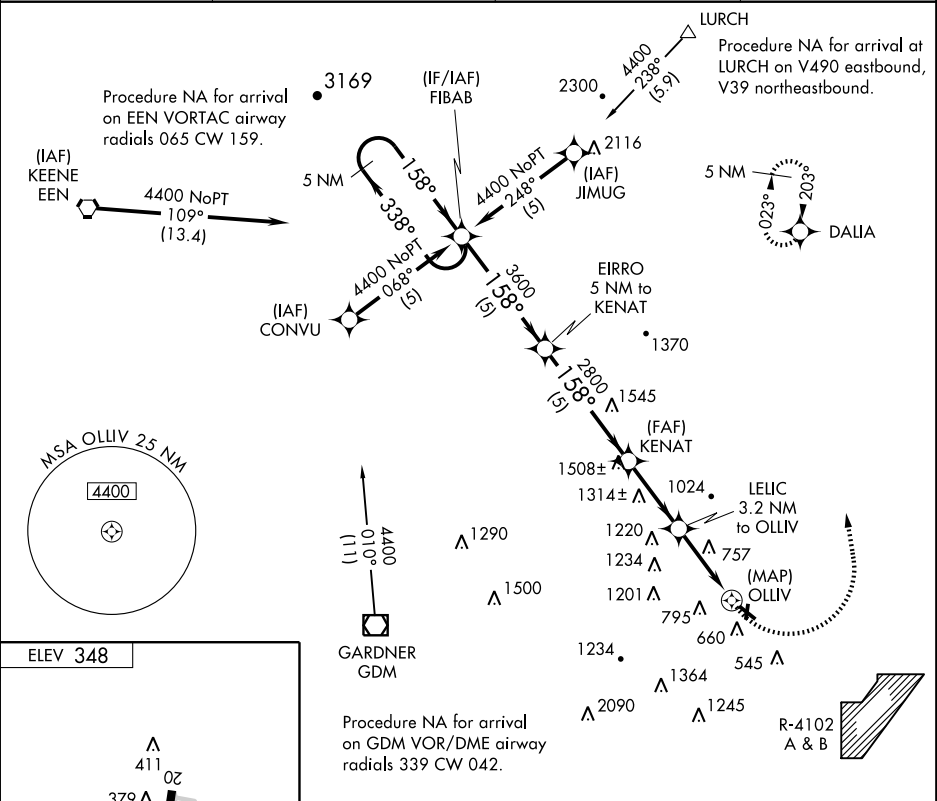 LURCH
4400
238°
(5.9)
Procedure NA for arrival at
LURCH on V490 eastbound,
V39 northeastbound.
3169
(IF/IAF)
FIBAB
2300
Procedure NA for arrival
on EEN VORTAC airway
radials 065 CW 159.
2116
(IAF)
JIMUG
(IAF)
KEENE
EEN
4400 NoPT
109°
(13.4)
5 NM
158°
338°
4400 NoPT
248°
(5)
5 NM
023°
203°
DALIA
4400 NoPT
068°
(5)
(IAF)
CONVU
3600
158°
(5)
EIRRO
5 NM to
KENAT
1370
2800
158°
(5)
1545
(FAF)
KENAT
MSA OLLIV 25 NM
4400
1508±
1314±
1024
LELIC
3.2 NM
to OLLIV
4400
010°
(11)
1290
1220
757
1234
(MAP)
OLLIV
1500
1201
795
660
GARDNER
GDM
1234
545
ELEV 348
1364
2090
1245
Procedure NA for arrival
on GDM VOR/DME airway
radials 339 CW 042.
R-4102
A & B
411
20
379